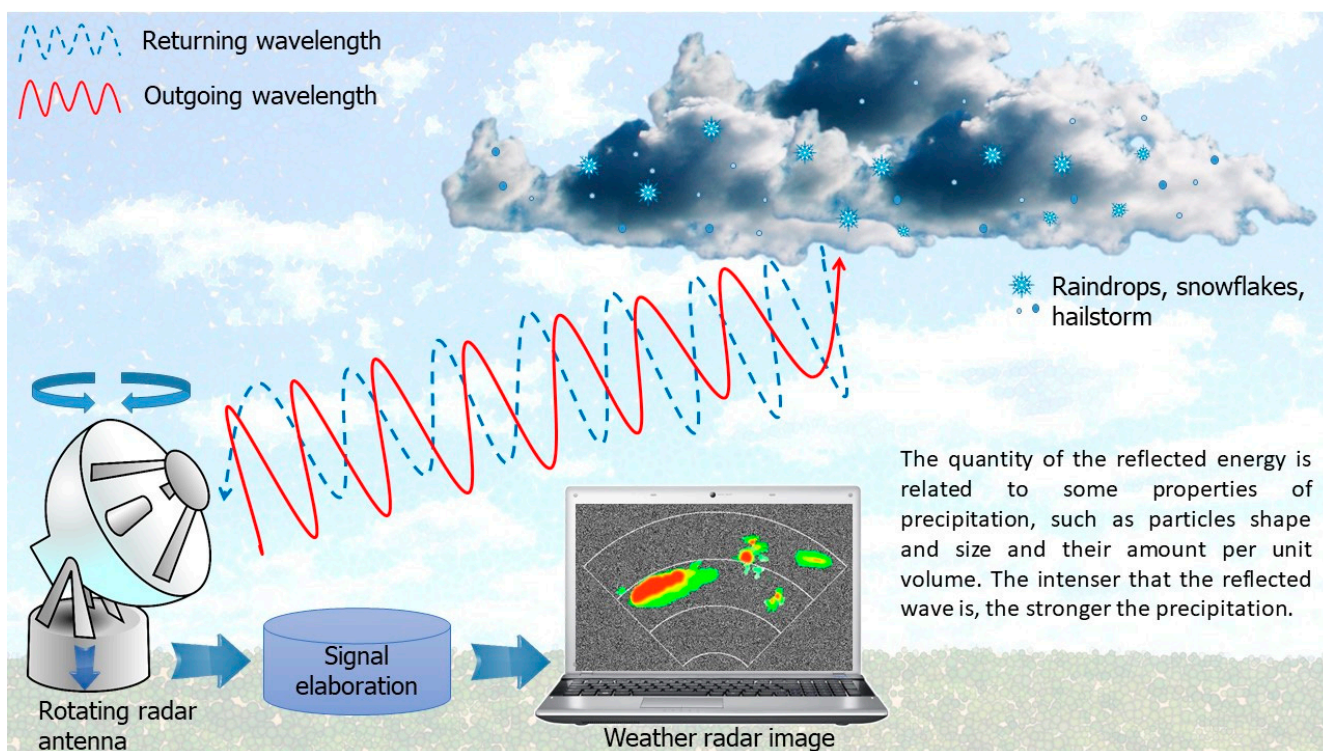 Returning wavelength
Outgoing wavelength
Raindrops, snowflakes,
hailstorm
The quantity of the reflected energy is
related to some properties of
precipitation, such as particles shape
and size and their amount per unit
volume. The intenser that the reflected
wave is, the stronger the precipitation.
Signal
elaboration
Rotating radar
antenna
Weather radar image